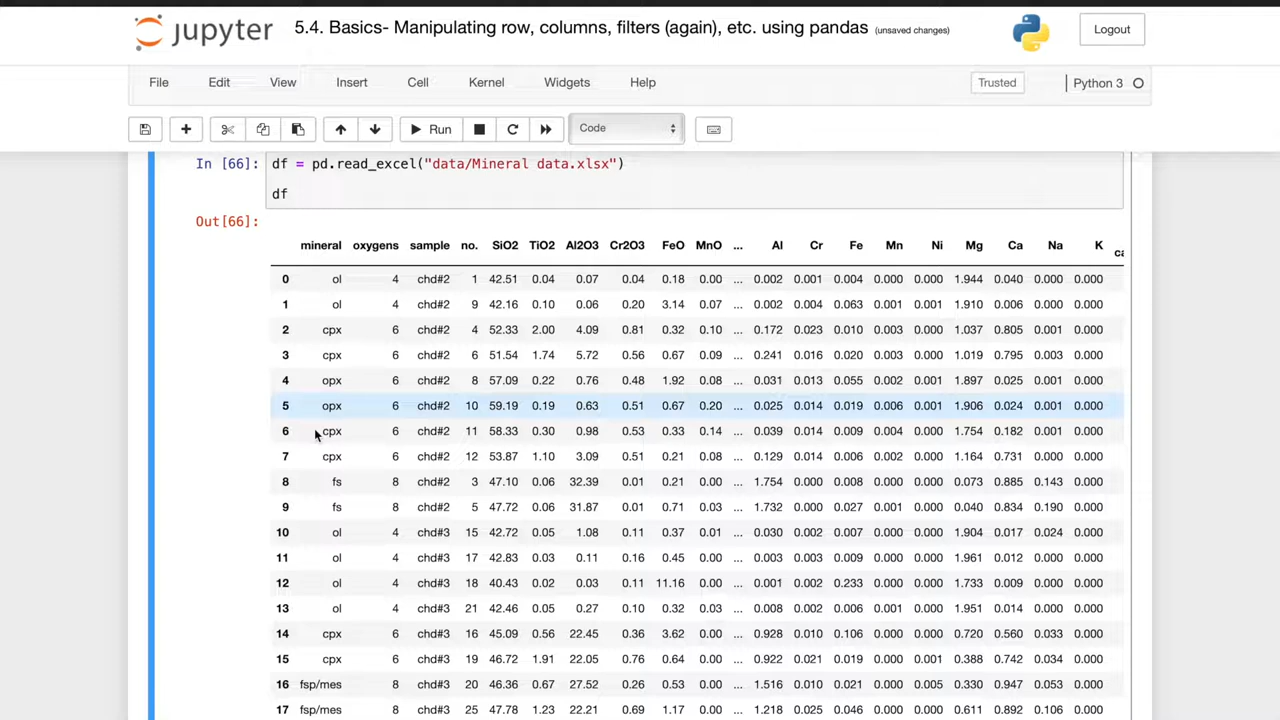 jupyter 5.4. Basics- Manipulating row, columns, filters (again), etc. using pandas (unsaved changes) Logout
File Edit View Insert Cell Kernel Widgets Help Trusted Python 3
Run Code
In [66]: df = pd.read_excel("data/Mineral data.xlsx")
df
Out[66]:
mineral oxygens sample no. SiO2 TiO2 Al2O3 Cr2O3 FeO MnO ... Al Cr Fe Mn Ni Mg Ca Na K
0 ol 4 chd#2 1 42.51 0.04 0.07 0.04 0.18 0.00 ... 0.002 0.001 0.004 0.000 0.000 1.944 0.040 0.000 0.000
1 ol 4 chd#2 9 42.16 0.10 0.06 0.20 3.14 0.07 ... 0.002 0.004 0.063 0.001 0.001 1.910 0.006 0.000 0.000
2 cpx 6 chd#2 4 52.33 2.00 4.09 0.81 0.32 0.10 ... 0.172 0.023 0.010 0.003 0.000 1.037 0.805 0.001 0.000
3 cpx 6 chd#2 6 51.54 1.74 5.72 0.56 0.67 0.09 ... 0.241 0.016 0.020 0.003 0.000 1.019 0.795 0.003 0.000
4 opx 6 chd#2 8 57.09 0.22 0.76 0.48 1.92 0.08 ... 0.031 0.013 0.055 0.002 0.001 1.897 0.025 0.001 0.000
5 opx 6 chd#2 10 59.19 0.19 0.63 0.51 0.67 0.20 ... 0.025 0.014 0.019 0.006 0.001 1.906 0.024 0.001 0.000
6 cpx 6 chd#2 11 58.33 0.30 0.98 0.53 0.33 0.14 ... 0.039 0.014 0.009 0.004 0.000 1.754 0.182 0.001 0.000
7 cpx 6 chd#2 12 53.87 1.10 3.09 0.51 0.21 0.08 ... 0.129 0.014 0.006 0.002 0.000 1.164 0.731 0.000 0.000
8 fs 8 chd#2 3 47.10 0.06 32.39 0.01 0.21 0.00 ... 1.754 0.000 0.008 0.000 0.000 0.073 0.885 0.143 0.000
9 fs 8 chd#2 5 47.72 0.06 31.87 0.01 0.71 0.03 ... 1.732 0.000 0.027 0.001 0.000 0.040 0.834 0.190 0.000
10 ol 4 chd#3 15 42.72 0.05 1.08 0.11 0.37 0.01 ... 0.030 0.002 0.007 0.000 0.000 1.904 0.017 0.024 0.000
11 ol 4 chd#3 17 42.83 0.03 0.11 0.16 0.45 0.00 ... 0.003 0.003 0.009 0.000 0.000 1.961 0.012 0.000 0.000
12 ol 4 chd#3 18 40.43 0.02 0.03 0.11 11.16 0.00 ... 0.001 0.002 0.233 0.000 0.000 1.733 0.009 0.000 0.000
13 ol 4 chd#3 21 42.46 0.05 0.27 0.10 0.32 0.03 ... 0.008 0.002 0.006 0.001 0.000 1.951 0.014 0.000 0.000
14 cpx 6 chd#3 16 45.09 0.56 22.45 0.36 3.62 0.00 ... 0.928 0.010 0.106 0.000 0.000 0.720 0.560 0.033 0.000
15 cpx 6 chd#3 19 46.72 1.91 22.05 0.76 0.64 0.00 ... 0.922 0.021 0.019 0.000 0.001 0.388 0.742 0.034 0.000
16 fsp/mes 8 chd#3 20 46.36 0.67 27.52 0.26 0.53 0.00 ... 1.516 0.010 0.021 0.000 0.005 0.330 0.947 0.053 0.000
17 fsp/mes 8 chd#3 25 47.78 1.23 22.21 0.69 1.17 0.00 ... 1.218 0.025 0.046 0.000 0.000 0.611 0.892 0.106 0.000